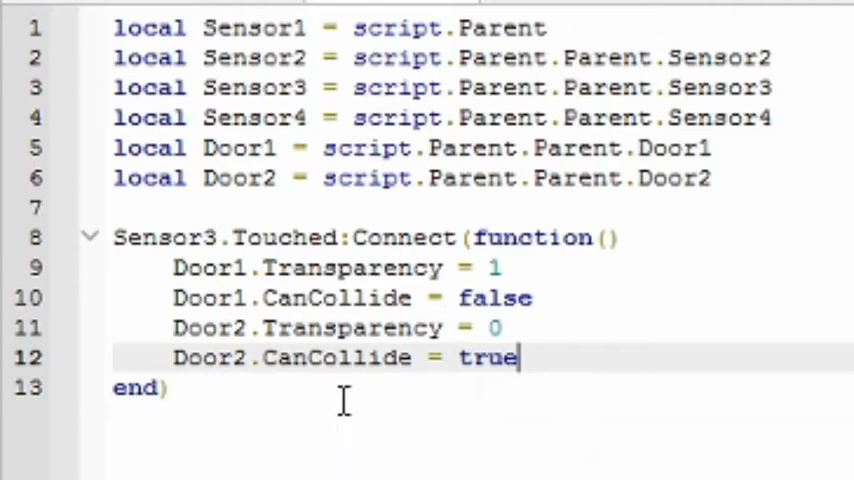 1 local Sensor1 = script.Parent
2 local Sensor2 = script.Parent.Parent.Sensor2
3 local Sensor3 = script.Parent.Parent.Sensor3
4 local Sensor4 = script.Parent.Parent.Sensor4
5 local Door1 = script.Parent.Parent.Door1
6 local Door2 = script.Parent.Parent.Door2
7
8 Sensor3.Touched:Connect(function()
9 Door1.Transparency = 1
10 Door1.CanCollide = false
11 Door2.Transparency = 0
12 Door2.CanCollide = true
13 end)